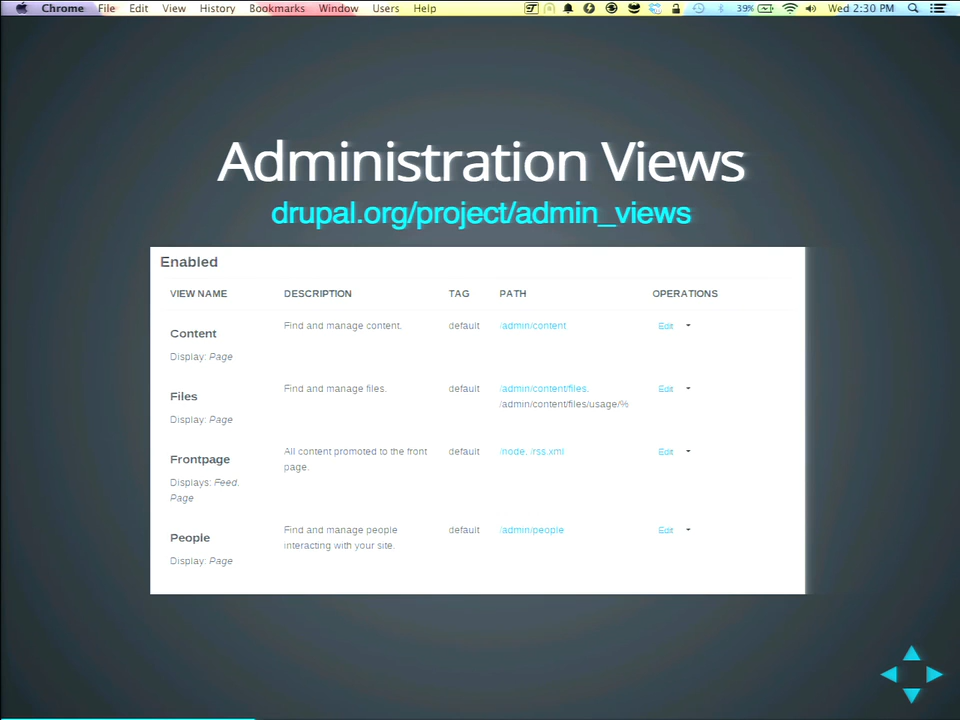 Chrome File Edit View History Bookmarks Window Users Help 39% Wed 2:30 PM
Administration Views
drupal.org/project/admin_views
Enabled
VIEW NAME DESCRIPTION TAG PATH OPERATIONS
Content Find and manage content. default /admin/content Edit
Display: Page
Files Find and manage files. default /admin/content/files, Edit
/admin/content/files/usage/%
Display: Page
Frontpage All content promoted to the front default /node, /rss.xml Edit
page.
Displays: Feed,
Page
People Find and manage people default /admin/people Edit
interacting with your site.
Display: Page